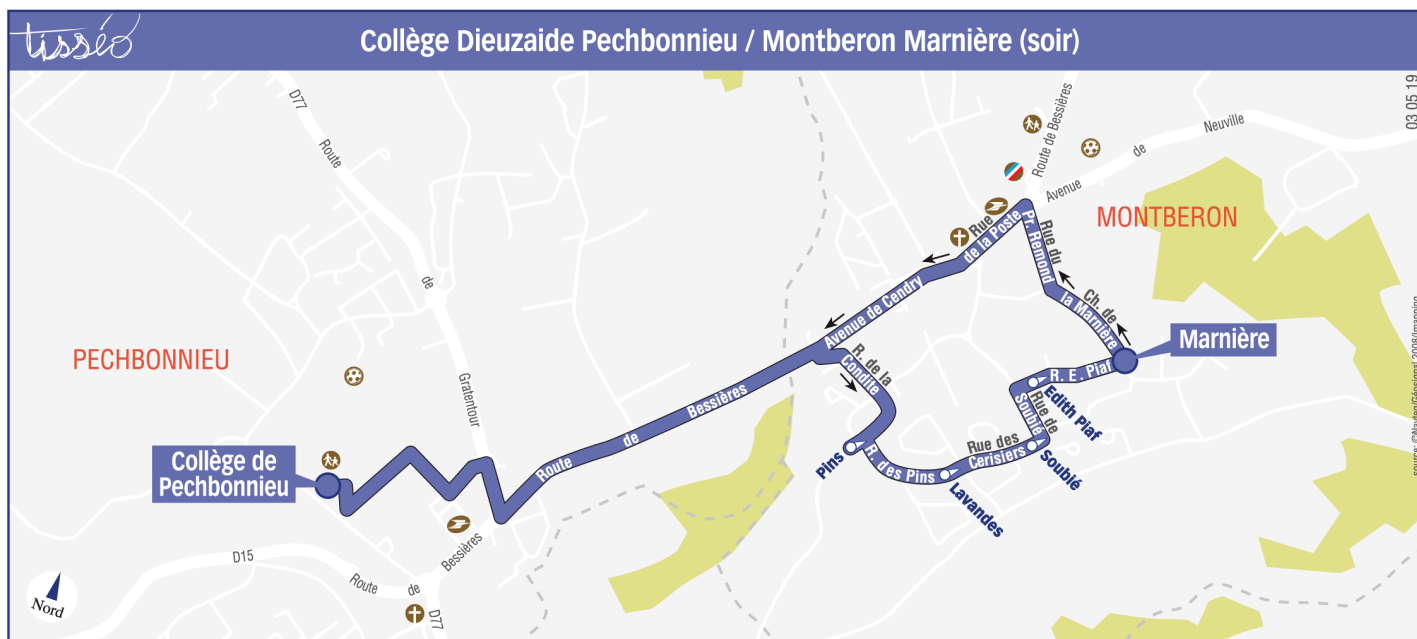 tisséo
Collège Dieuzaide Pechbonnieu / Montberon Marnière (soir)
03 05 19
D77
Route
de
Gratentour
Route de Bessières
Avenue
de
Neuville
MONTBERON
PECHBONNIEU
Rue
de la Poste
Rue du
Pr. Remond
Ch. de
la Marnière
Marnière
Avenue de Cendry
R. de la
Condite
R. E. Piaf
Edith Piaf
Rue de
Soubié
Soubié
Rue des
Cerisiers
Lavandes
R. des Pins
Pins
Route
de
Bessières
Collège de
Pechbonnieu
D15
Route
de
Bessières
D77
Nord